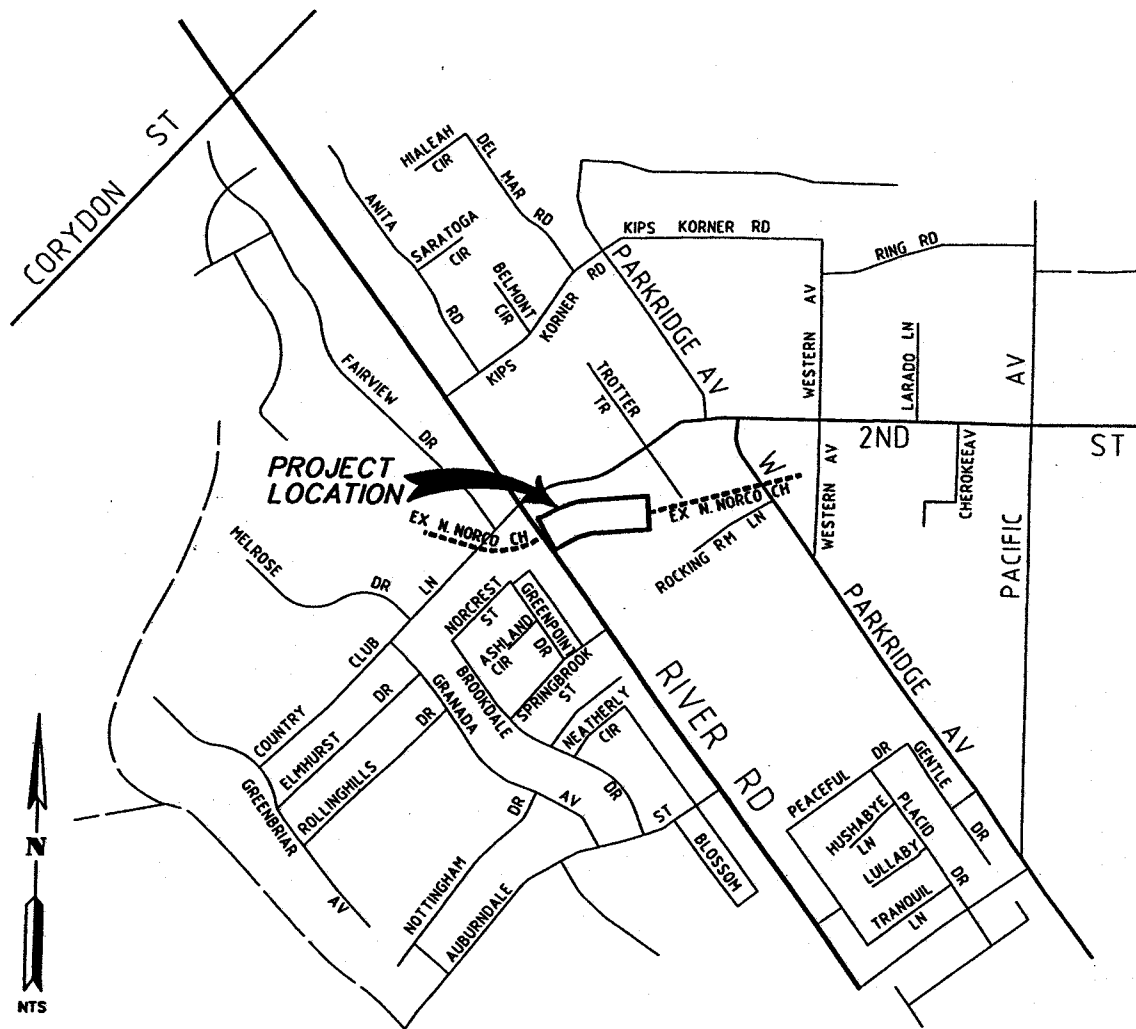 CORYDON ST
HIALEAH
CIR
DEL MAR RD
ANITA RD
SARATOGA
CIR
BELMONT
CIR
KIPS KORNER RD
KIPS KORNER RD
PARKRIDGE AV
RING RD
WESTERN AV
LARADO LN
PACIFIC AV
TROTTER
TR
FAIRVIEW DR
2ND ST
WESTERN AV
CHEROKEE AV
PROJECT
LOCATION
EX N. NORCO CH
EX N. NORCO CH
ROCKING RM LN
W PARKRIDGE AV
MELROSE DR
COUNTRY CLUB LN
NORCREST
ST
ASHLAND
CIR
GREENPOINT
DR
SPRINGBROOK
ST
BROOKDALE DR
GRANADA AV
NEATHERLY
CIR
RIVER RD
ELMHURST DR
ROLLINGHILLS DR
GREENBRIAR AV
NOTTINGHAM DR
AUBURNDALE ST
BLOSSOM
PEACEFUL DR
GENTLE DR
HUSHABYE
LN
PLACID DR
LULLABY
TRANQUIL
LN
N
NTS